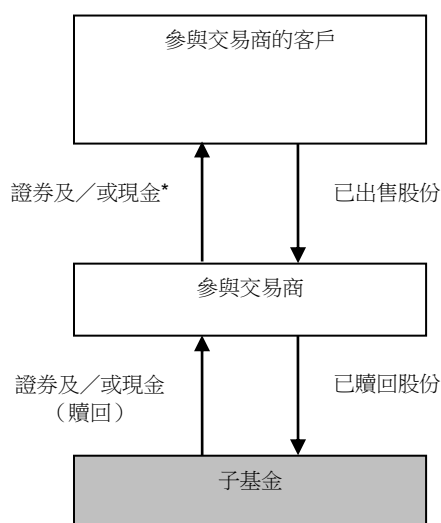 參與交易商的客戶
證券及／或現金*
已出售股份
參與交易商
證券及／或現金
（贖回）
已贖回股份
子基金